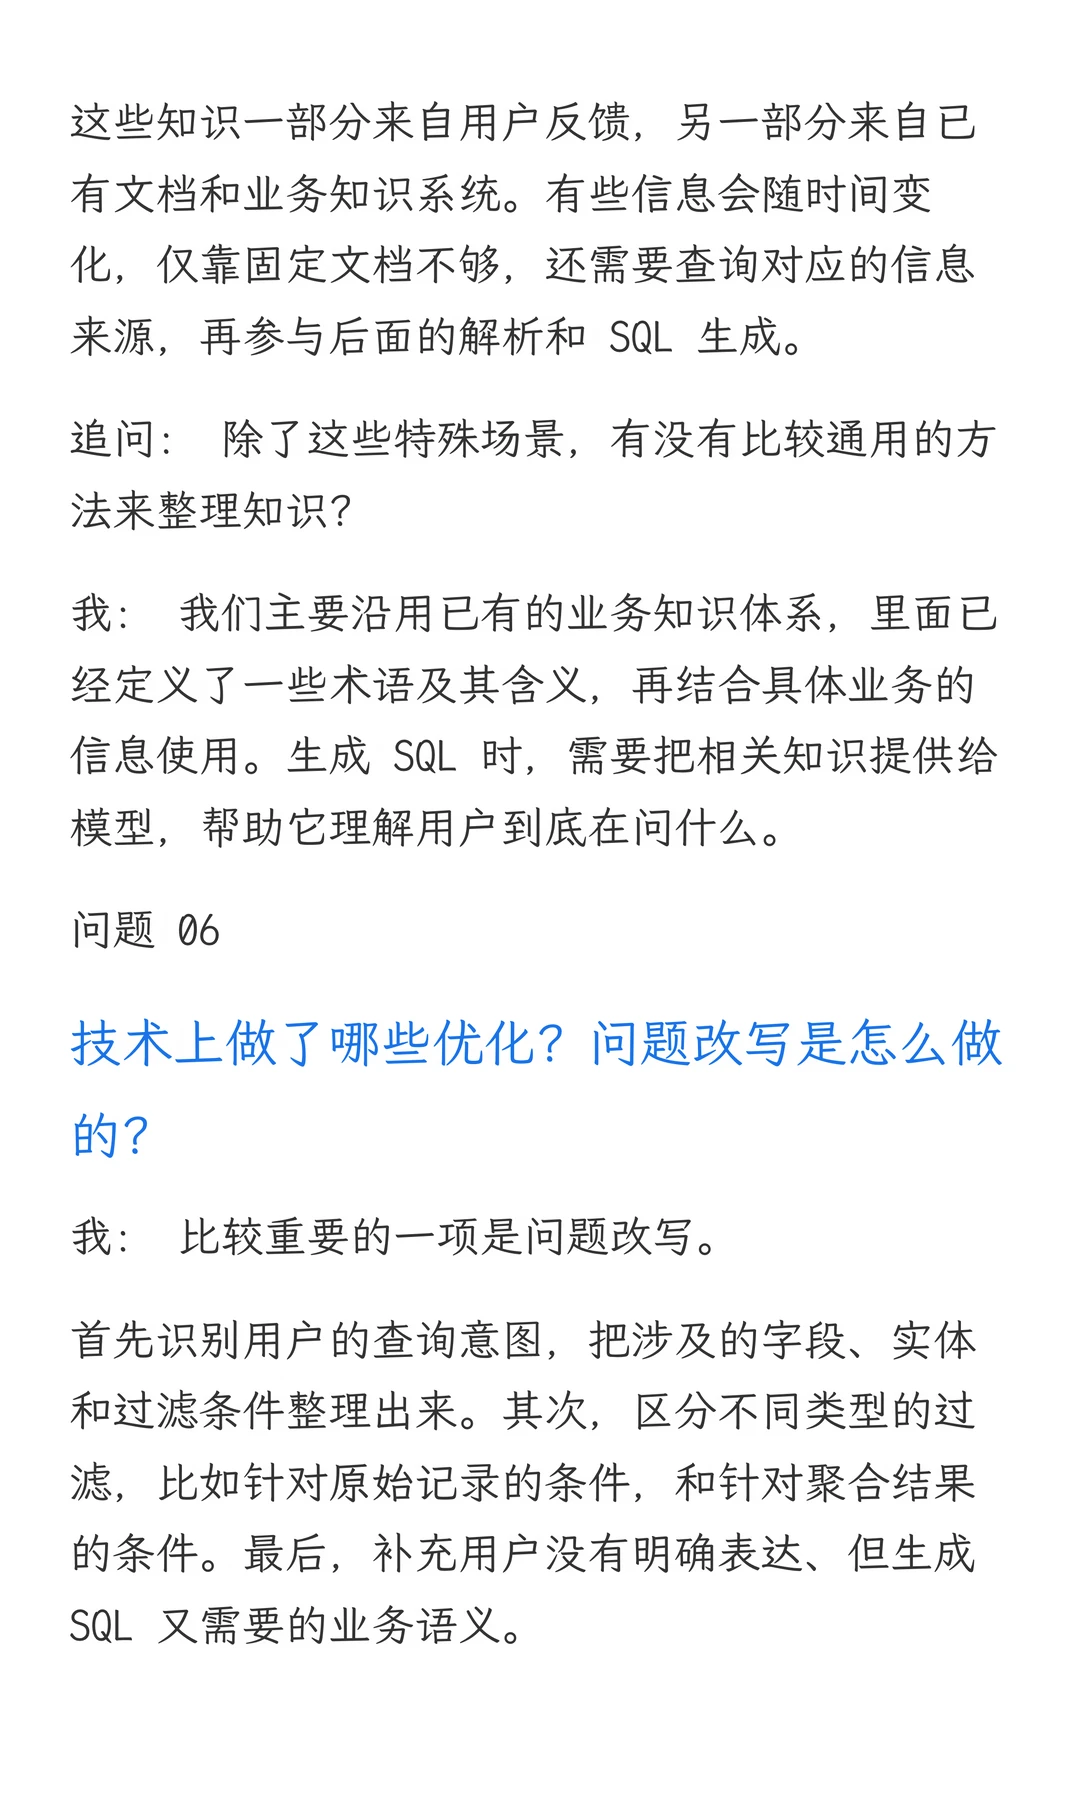 这些知识一部分来自用户反馈，另一部分来自已
有文档和业务知识系统。有些信息会随时间变
化，仅靠固定文档不够，还需要查询对应的信息
来源，再参与后面的解析和 SQL 生成。
追问： 除了这些特殊场景，有没有比较通用的方
法来整理知识？
我： 我们主要沿用已有的业务知识体系，里面已
经定义了一些术语及其含义，再结合具体业务的
信息使用。生成 SQL 时，需要把相关知识提供给
模型，帮助它理解用户到底在问什么。
问题 06
技术上做了哪些优化？问题改写是怎么做
的？
我： 比较重要的一项是问题改写。
首先识别用户的查询意图，把涉及的字段、实体
和过滤条件整理出来。其次，区分不同类型的过
滤，比如针对原始记录的条件，和针对聚合结果
的条件。最后，补充用户没有明确表达、但生成
SQL 又需要的业务语义。